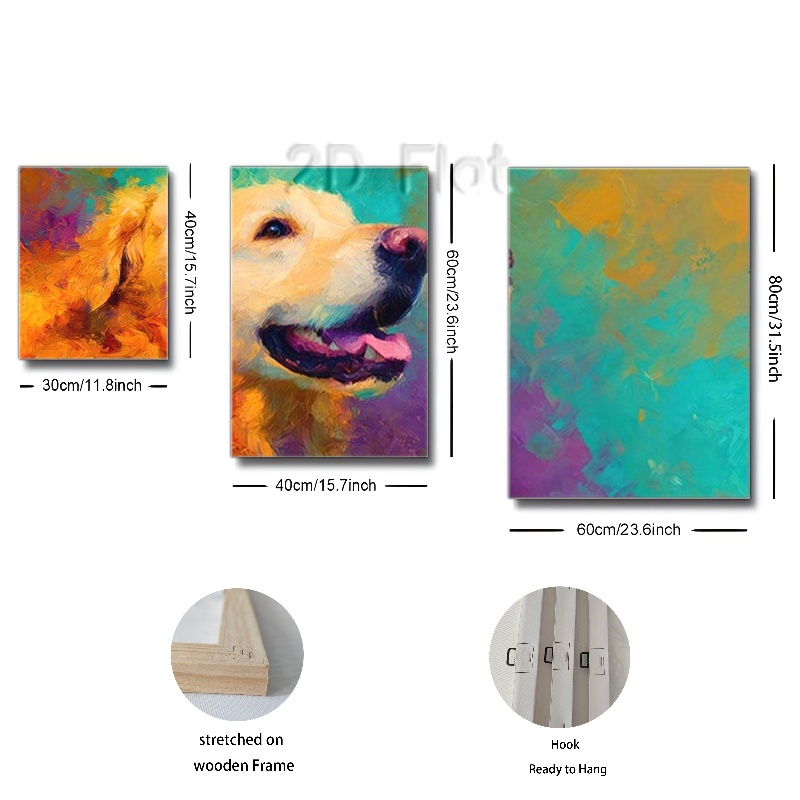 2D Flat
40cm/15.7inch
60cm/23.6inch
80cm/31.5inch
30cm/11.8inch
40cm/15.7inch
60cm/23.6inch
stretched on
wooden Frame
Hook
Ready to Hang